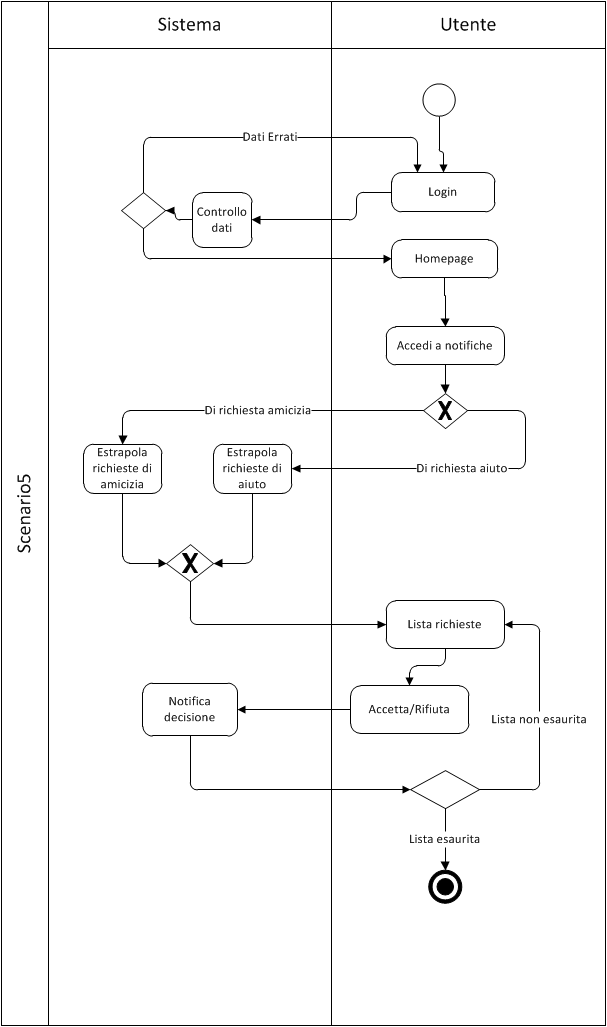 Sistema
Utente
Scenario5
Dati Errati
Login
Controllo
dati
Homepage
Accedi a notifiche
X
Di richiesta amicizia
Estrapola
richieste di
amicizia
Estrapola
richieste di
aiuto
Di richiesta aiuto
X
Lista richieste
Notifica
decisione
Accetta/Rifiuta
Lista non esaurita
Lista esaurita